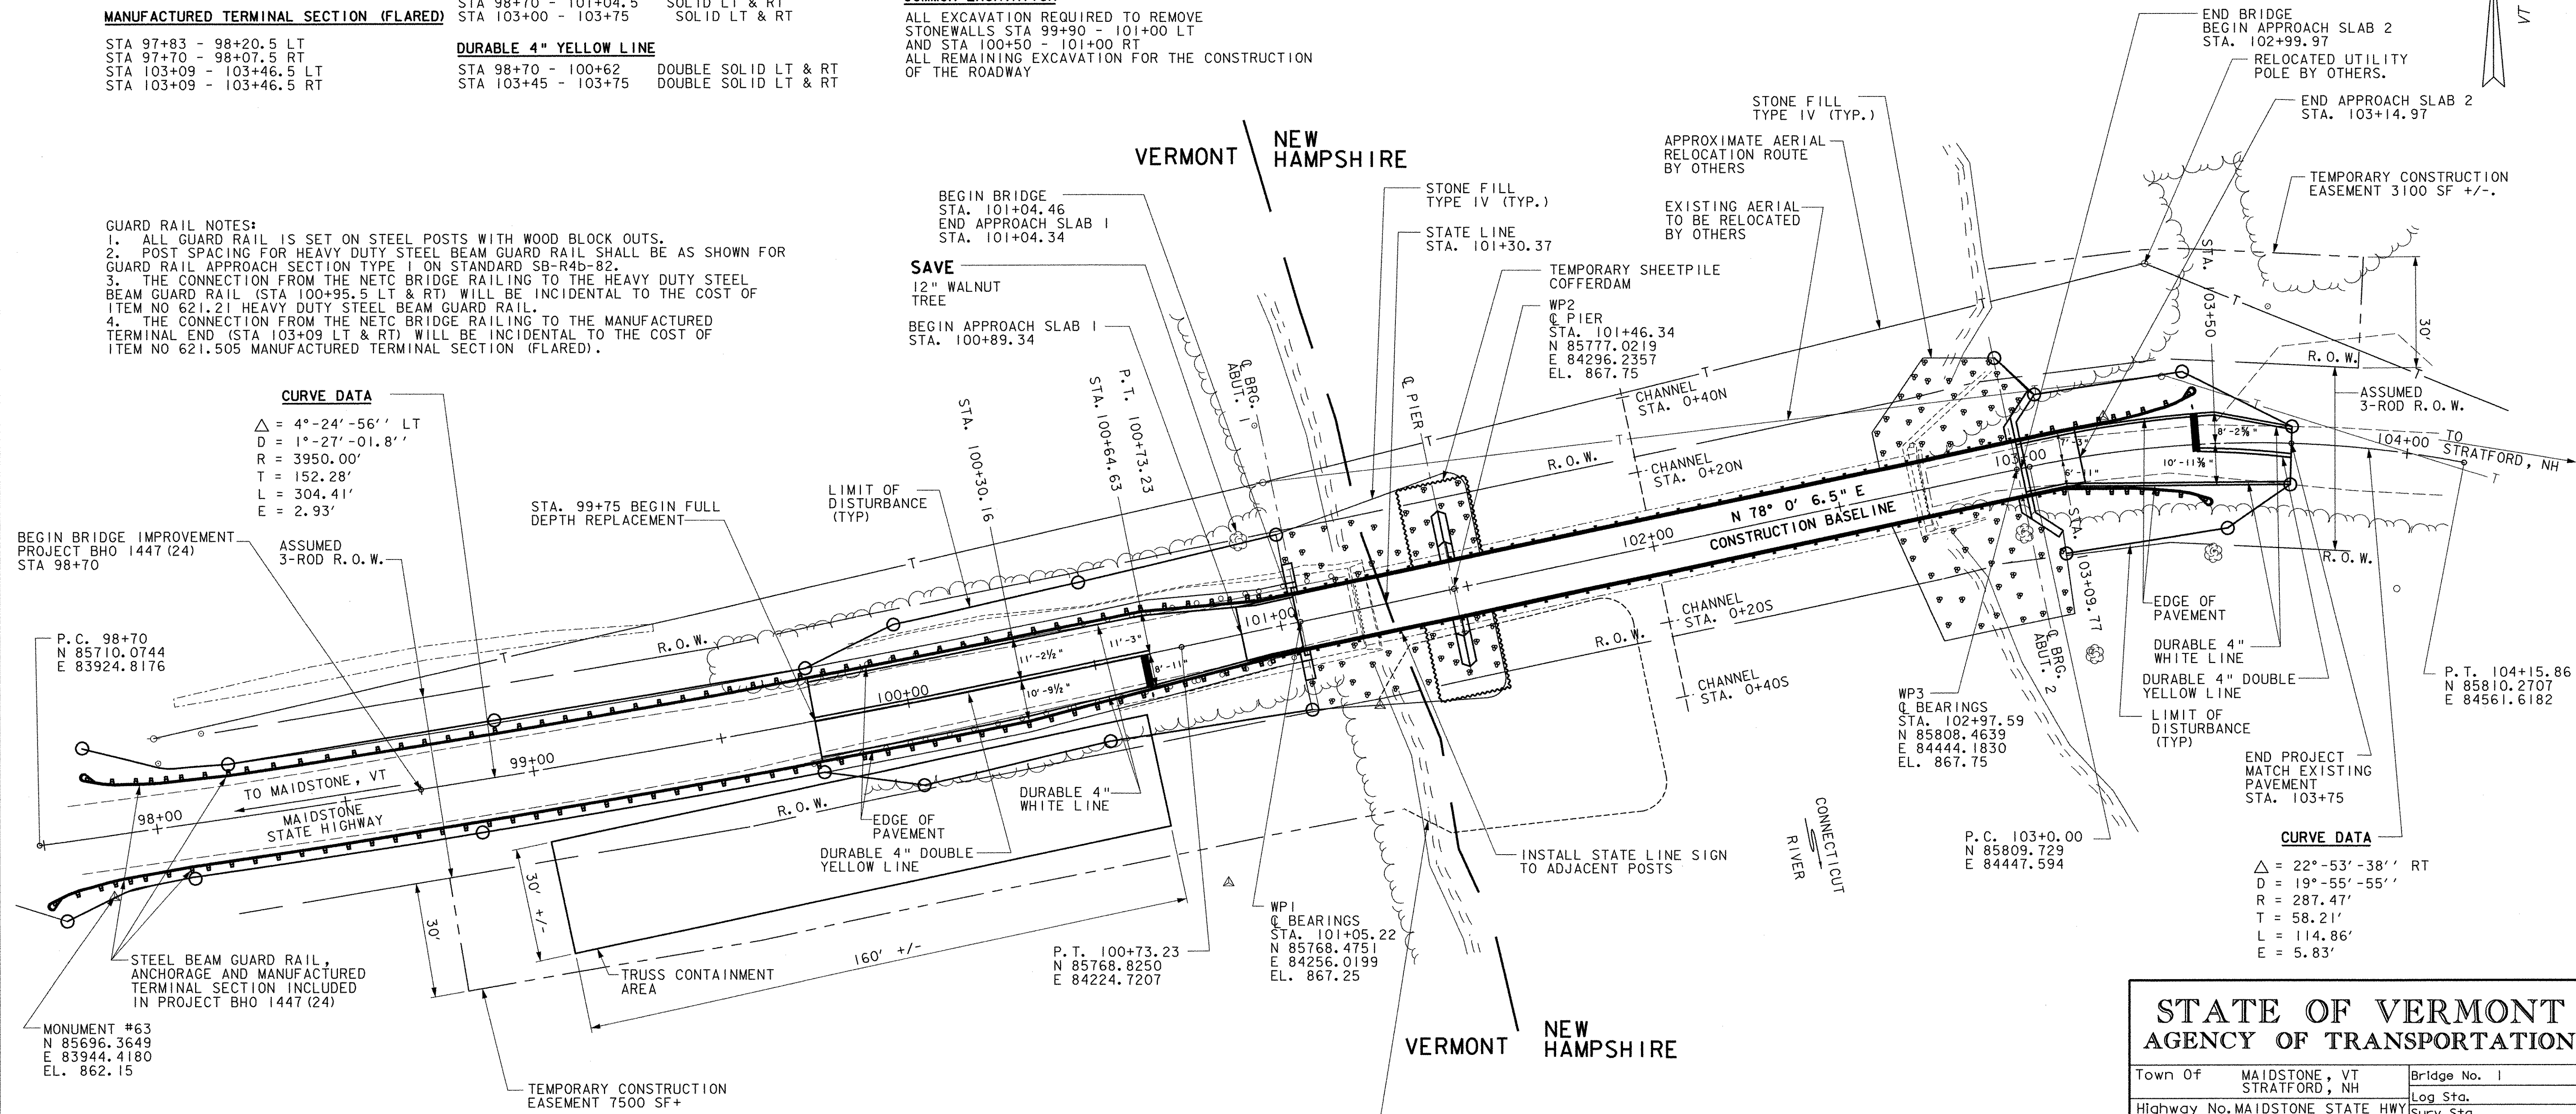 MANUFACTURED TERMINAL SECTION (FLARED)
STA 97+83 - 98+20.5 LT
STA 97+70 - 98+07.5 RT
STA 103+09 - 103+46.5 LT
STA 103+09 - 103+46.5 RT
STA 98+70 - 101+04.5 SOLID LT & RT
STA 103+00 - 103+75 SOLID LT & RT
DURABLE 4" YELLOW LINE
STA 98+70 - 100+62 DOUBLE SOLID LT & RT
STA 103+45 - 103+75 DOUBLE SOLID LT & RT
COMMON EXCAVATION
ALL EXCAVATION REQUIRED TO REMOVE
STONEWALLS STA 99+90 - 101+00 LT
AND STA 100+50 - 101+00 RT
ALL REMAINING EXCAVATION FOR THE CONSTRUCTION
OF THE ROADWAY
GUARD RAIL NOTES:
1. ALL GUARD RAIL IS SET ON STEEL POSTS WITH WOOD BLOCK OUTS.
2. POST SPACING FOR HEAVY DUTY STEEL BEAM GUARD RAIL SHALL BE AS SHOWN FOR
GUARD RAIL APPROACH SECTION TYPE I ON STANDARD SB-R4b-82.
3. THE CONNECTION FROM THE NETC BRIDGE RAILING TO THE HEAVY DUTY STEEL
BEAM GUARD RAIL (STA 100+95.5 LT & RT) WILL BE INCIDENTAL TO THE COST OF
ITEM NO 621.21 HEAVY DUTY STEEL BEAM GUARD RAIL.
4. THE CONNECTION FROM THE NETC BRIDGE RAILING TO THE MANUFACTURED
TERMINAL END (STA 103+09 LT & RT) WILL BE INCIDENTAL TO THE COST OF
ITEM NO 621.505 MANUFACTURED TERMINAL SECTION (FLARED).
CURVE DATA
△ = 4°-24'-56'' LT
D = 1°-27'-01.8''
R = 3950.00'
T = 152.28'
L = 304.41'
E = 2.93'
BEGIN BRIDGE IMPROVEMENT
PROJECT BHO 1447(24)
STA 98+70
ASSUMED
3-ROD R.O.W.
P.C. 98+70
N 85710.0744
E 83924.8176
STA. 99+75 BEGIN FULL
DEPTH REPLACEMENT
LIMIT OF
DISTURBANCE
(TYP)
STA. 100+30.16
STA. 100+64.63
P.T. 100+73.23
VERMONT
NEW
HAMPSHIRE
BEGIN BRIDGE
STA. 101+04.46
END APPROACH SLAB 1
STA. 101+04.34
SAVE
12" WALNUT
TREE
BEGIN APPROACH SLAB 1
STA. 100+89.34
℄ BRG.
ABUT. 1
STONE FILL
TYPE IV (TYP.)
STATE LINE
STA. 101+30.37
TEMPORARY SHEETPILE
COFFERDAM
WP2
℄ PIER
STA. 101+46.34
N 85777.0219
E 84296.2357
EL. 867.75
℄ PIER
STONE FILL
TYPE IV (TYP.)
APPROXIMATE AERIAL
RELOCATION ROUTE
BY OTHERS
EXISTING AERIAL
TO BE RELOCATED
BY OTHERS
END BRIDGE
BEGIN APPROACH SLAB 2
STA. 102+99.97
RELOCATED UTILITY
POLE BY OTHERS.
END APPROACH SLAB 2
STA. 103+14.97
VT
TEMPORARY CONSTRUCTION
EASEMENT 3100 SF +/-.
STA. 103+50
30'
R.O.W.
ASSUMED
3-ROD R.O.W.
TO
STRATFORD, NH
104+00
8'-2⅝"
10'-11⅜"
7'-3"
6'-11"
103+00
CHANNEL
STA. 0+40N
CHANNEL
STA. 0+20N
R.O.W.
N 78° 0' 6.5" E
CONSTRUCTION BASELINE
102+00
CHANNEL
STA. 0+20S
R.O.W.
CHANNEL
STA. 0+40S
101+00
11'-3"
11'-2½"
8'-11"
10'-9½"
100+00
R.O.W.
99+00
TO MAIDSTONE, VT
98+00
MAIDSTONE
STATE HIGHWAY
R.O.W.
EDGE OF
PAVEMENT
DURABLE 4" DOUBLE
YELLOW LINE
DURABLE 4"
WHITE LINE
30'
30' +/-
160' +/-
TRUSS CONTAINMENT
AREA
P.T. 100+73.23
N 85768.8250
E 84224.7207
WP1
℄ BEARINGS
STA. 101+05.22
N 85768.4751
E 84256.0199
EL. 867.25
INSTALL STATE LINE SIGN
TO ADJACENT POSTS
CONNECTICUT
RIVER
STEEL BEAM GUARD RAIL,
ANCHORAGE AND MANUFACTURED
TERMINAL SECTION INCLUDED
IN PROJECT BHO 1447(24)
MONUMENT #63
N 85696.3649
E 83944.4180
EL. 862.15
TEMPORARY CONSTRUCTION
EASEMENT 7500 SF+
VERMONT
NEW
HAMPSHIRE
WP3
℄ BEARINGS
STA. 102+97.59
N 85808.4639
E 84444.1830
EL. 867.75
P.C. 103+0.00
N 85809.729
E 84447.594
STA. 103+09.77
℄ BRG.
ABUT. 2
R.O.W.
EDGE OF
PAVEMENT
DURABLE 4"
WHITE LINE
DURABLE 4" DOUBLE
YELLOW LINE
LIMIT OF
DISTURBANCE
(TYP)
P.T. 104+15.86
N 85810.2707
E 84561.6182
END PROJECT
MATCH EXISTING
PAVEMENT
STA. 103+75
CURVE DATA
△ = 22°-53'-38'' RT
D = 19°-55'-55''
R = 287.47'
T = 58.21'
L = 114.86'
E = 5.83'
STATE OF VERMONT
AGENCY OF TRANSPORTATION
Town Of MAIDSTONE, VT
STRATFORD, NH
Bridge No. 1
Log Sta.
Highway No. MAIDSTONE STATE HWY
Surv. Sta.